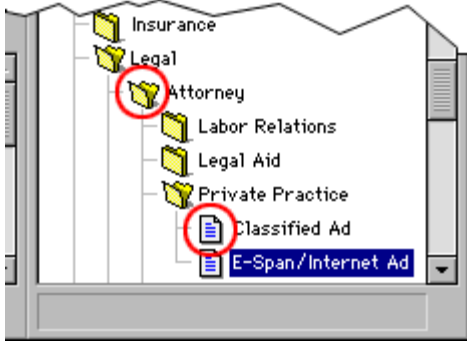 Insurance
Legal
Attorney
Labor Relations
Legal Aid
Private Practice
Classified Ad
E-Span/Internet Ad